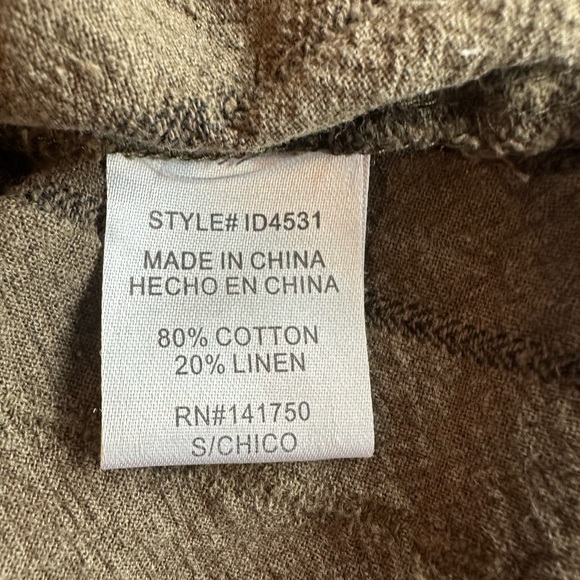 STYLE# ID4531
MADE IN CHINA
HECHO EN CHINA
80% COTTON
20% LINEN
RN#141750
S/CHICO